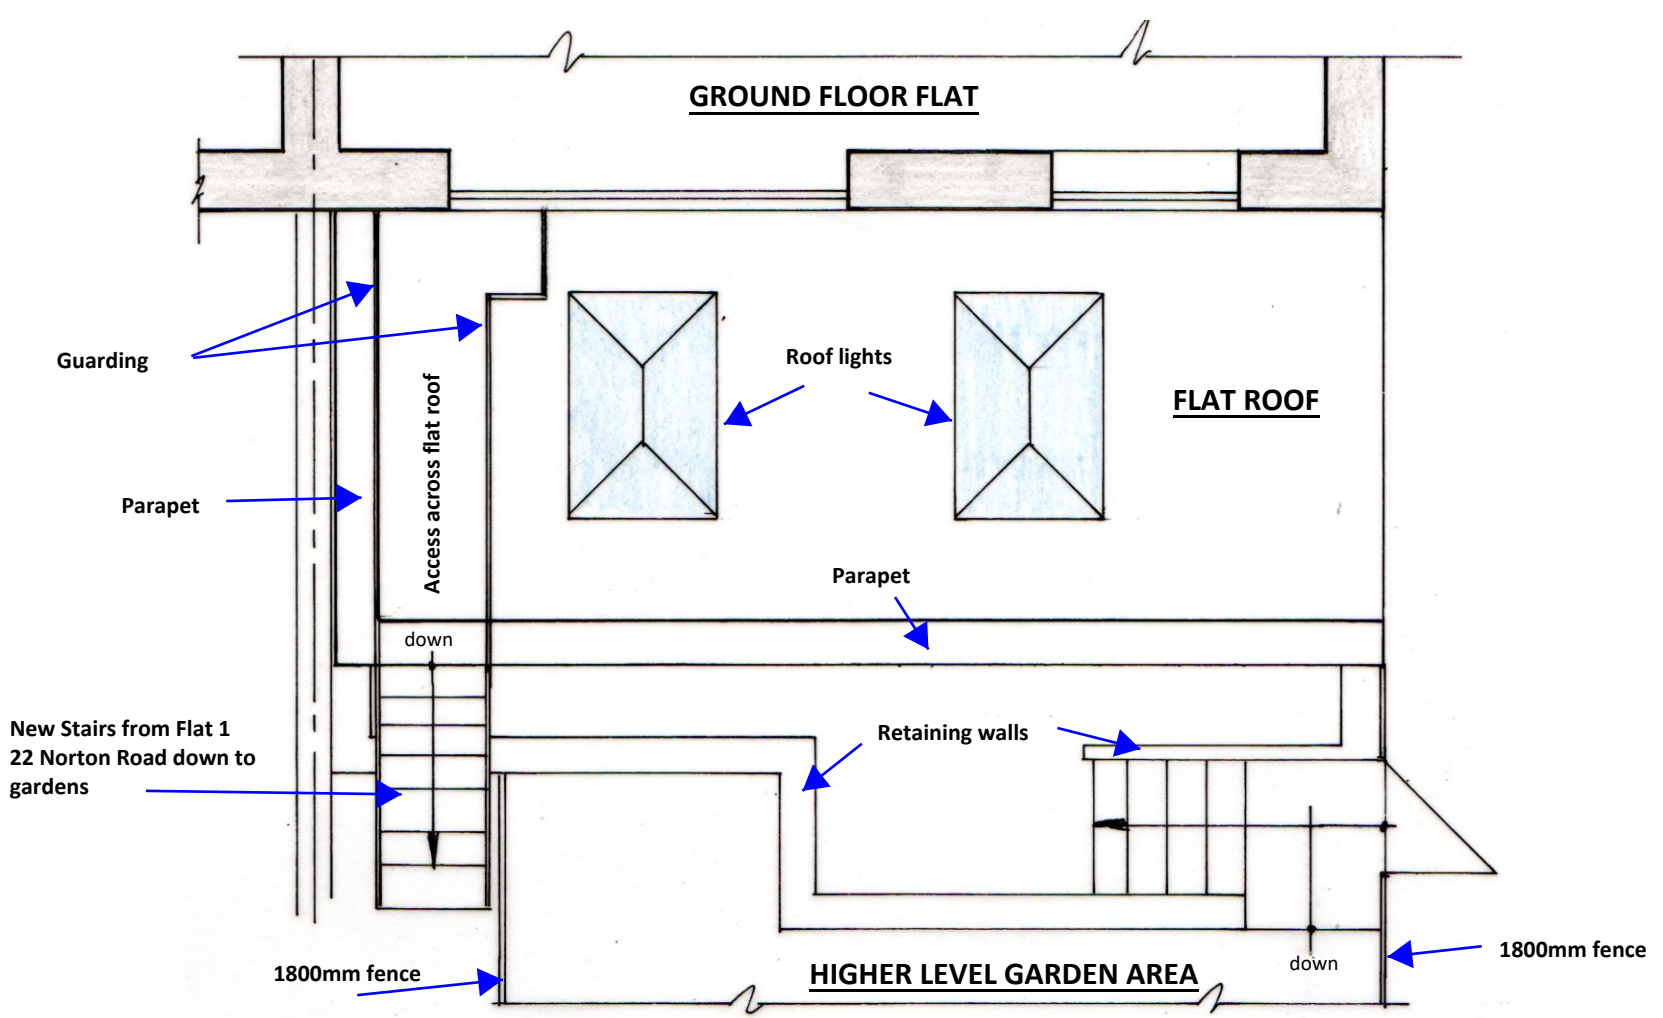 GROUND FLOOR FLAT
Guarding
Roof lights
FLAT ROOF
Access across flat roof
Parapet
Parapet
down
New Stairs from Flat 1
22 Norton Road down to
gardens
Retaining walls
1800mm fence
HIGHER LEVEL GARDEN AREA
down
1800mm fence